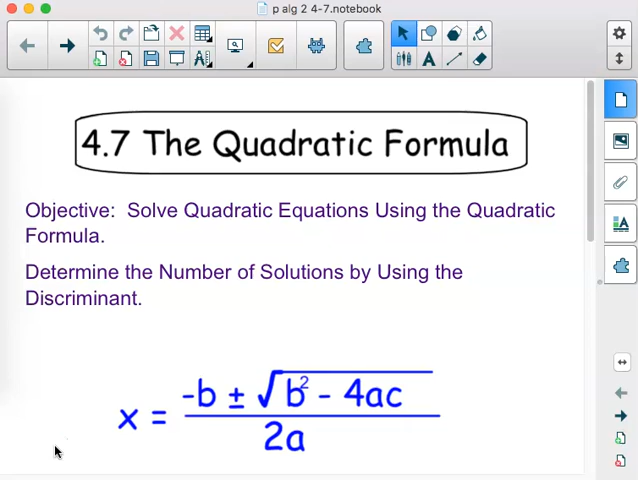 p alg 2 4-7.notebook
4.7 The Quadratic Formula
Objective: Solve Quadratic Equations Using the Quadratic
Formula.
Determine the Number of Solutions by Using the
Discriminant.
x = (-b ± √(b² - 4ac)) / 2a